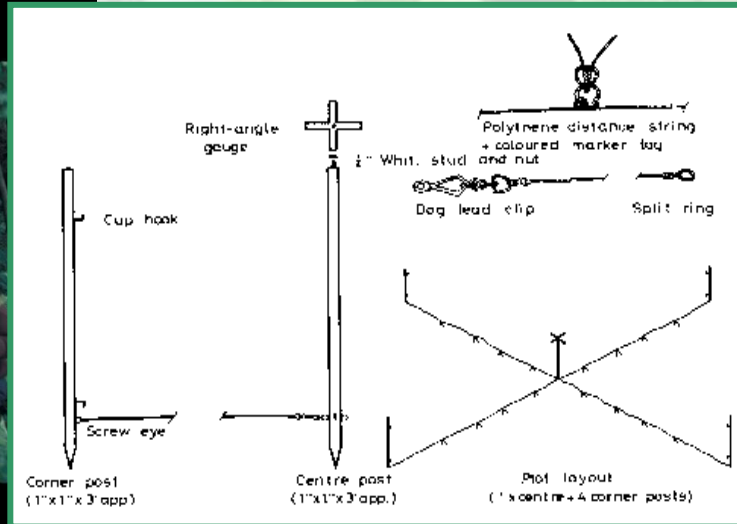 Right-angle
gauge
Polythene distance string
+ coloured marker tag
¼" Whit. stud and nut
Dog lead clip
Split ring
Cup hook
Screw eye
Corner post
(1"x1"x3' app)
Centre post
(1"x1"x3' app.)
Plot layout
(1 x centre + 4 corner posts)